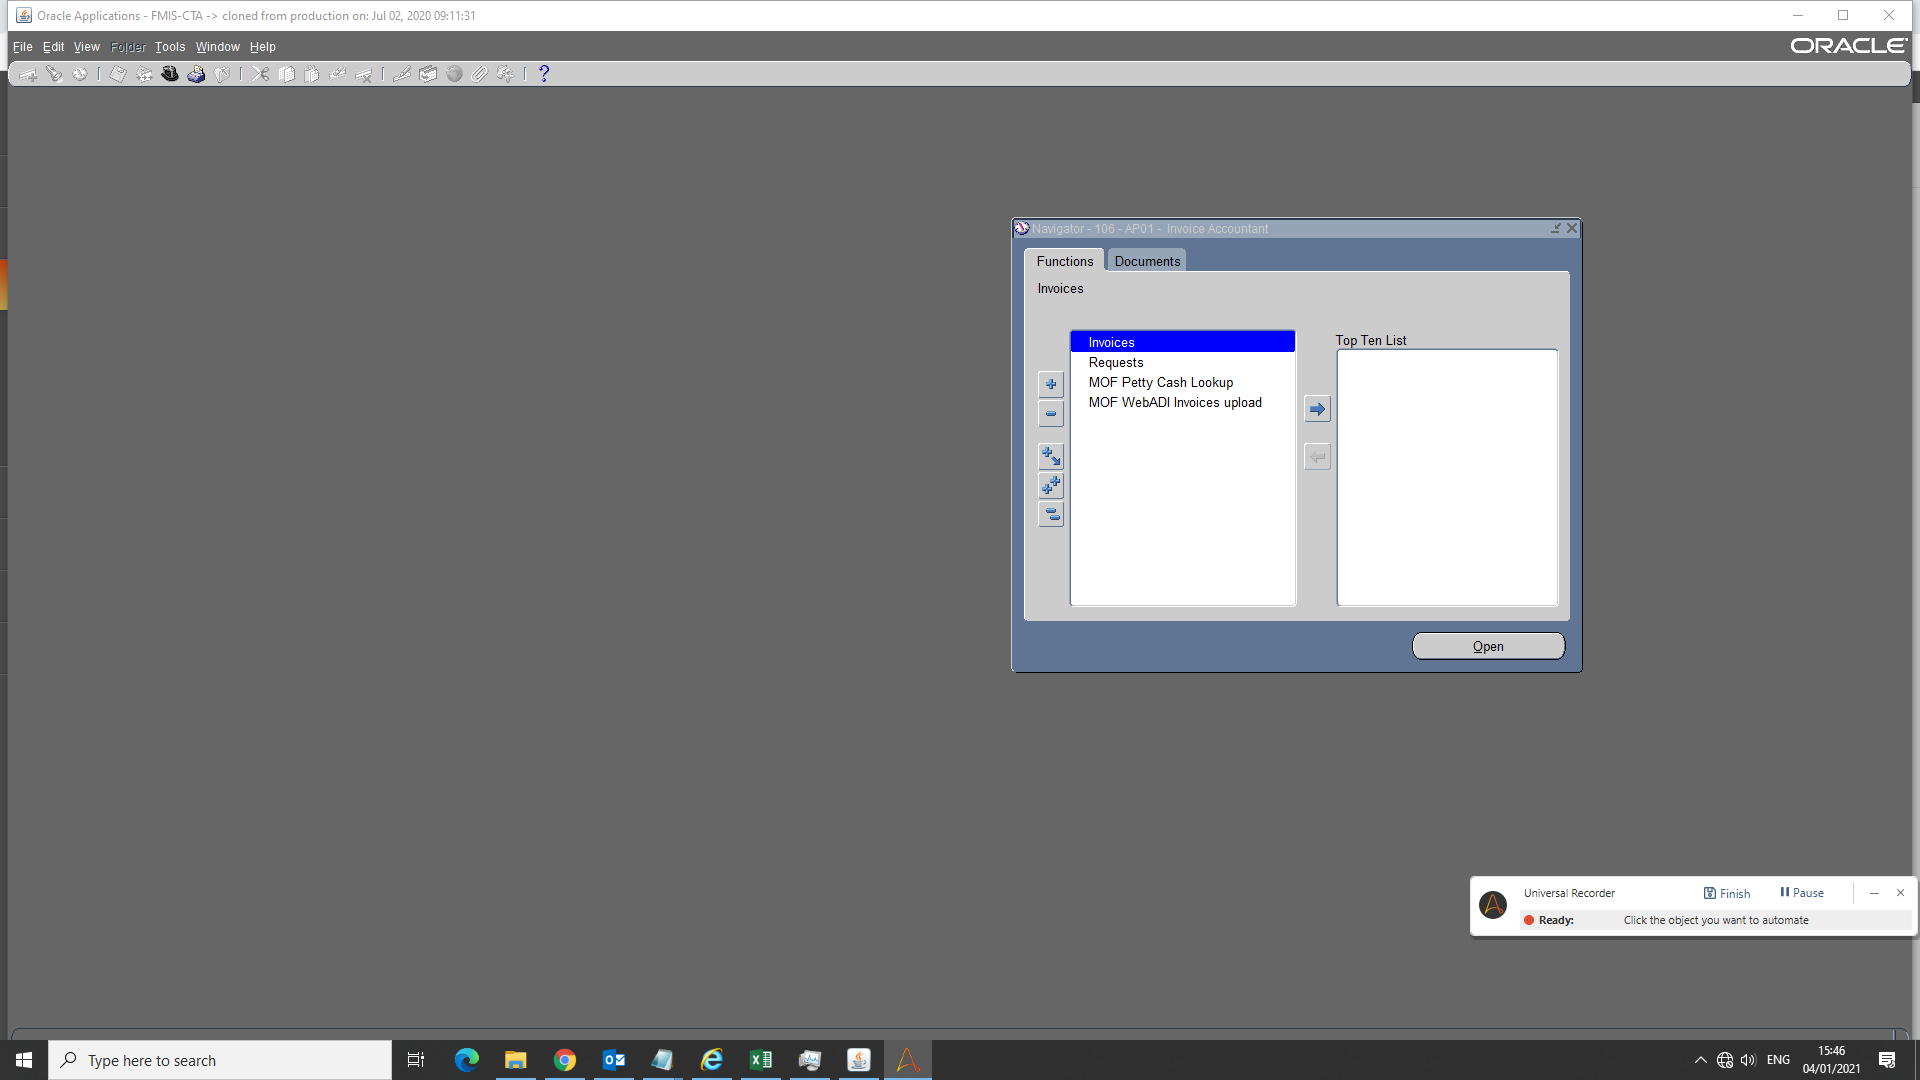 Oracle Applications - FMIS-CTA -> cloned from production on: Jul 02, 2020 09:11:31
File Edit View Folder Tools Window Help
ORACLE
Navigator - 106 - AP01 - Invoice Accountant
Functions Documents
Invoices
Invoices
Requests
MOF Petty Cash Lookup
MOF WebADI Invoices upload
Top Ten List
Open
Universal Recorder Finish Pause
Ready: Click the object you want to automate
Type here to search
ENG
15:46
04/01/2021